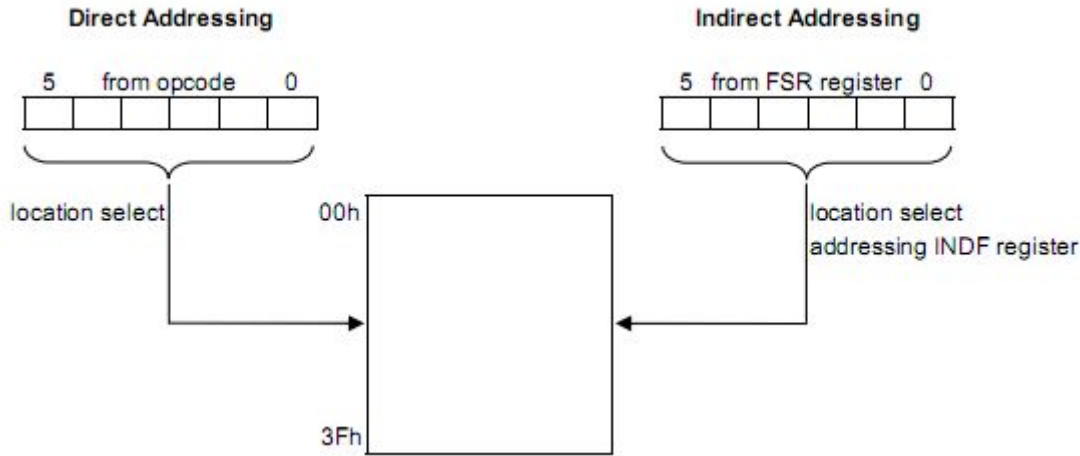 Direct Addressing
Indirect Addressing
5 from opcode 0
5 from FSR register 0
location select
00h
location select
addressing INDF register
3Fh